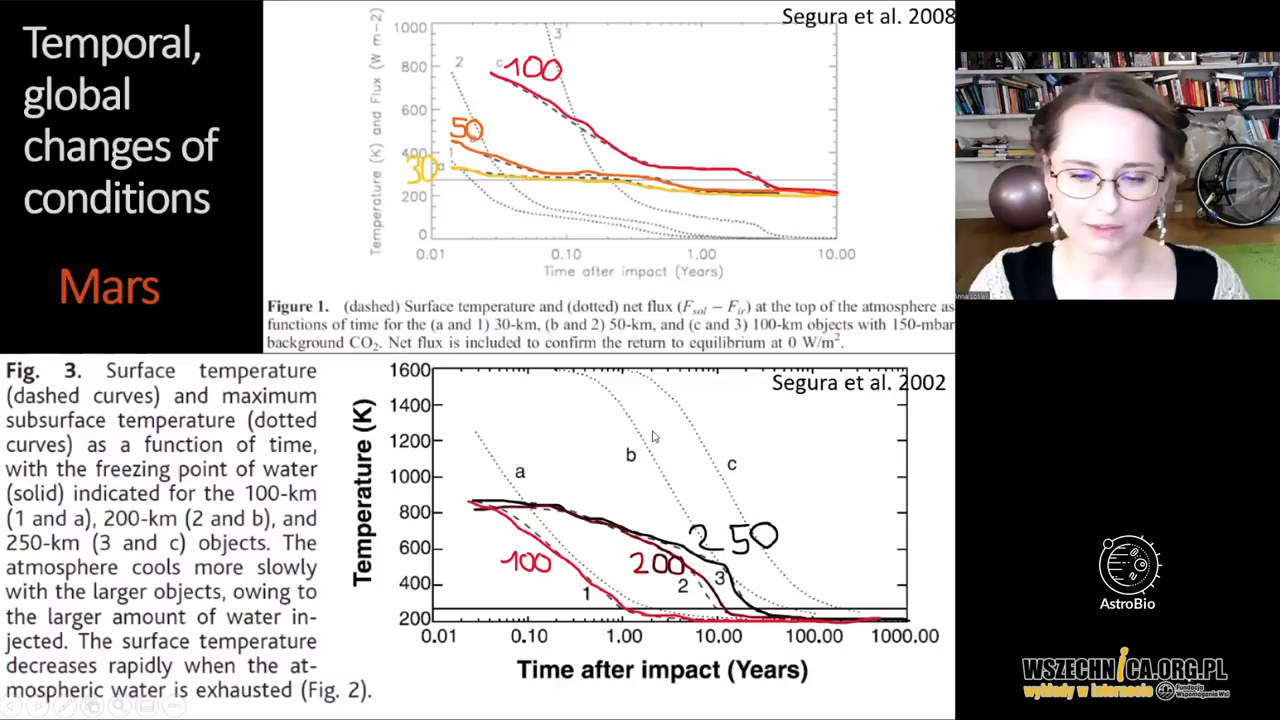 Temporal,
global
changes of
conditions
Mars
Segura et al. 2008
1000
800
600
400
200
0
Temperature (K) and Flux (W m-2)
2
c
3
100
50
1
30
a
0.01
0.10
1.00
10.00
Time after impact (Years)
Figure 1. (dashed) Surface temperature and (dotted) net flux (Fsol − Fir) at the top of the atmosphere as
functions of time for the (a and 1) 30-km, (b and 2) 50-km, and (c and 3) 100-km objects with 150-mbar
background CO2. Net flux is included to confirm the return to equilibrium at 0 W/m2.
Fig. 3. Surface temperature
(dashed curves) and maximum
subsurface temperature (dotted
curves) as a function of time,
with the freezing point of water
(solid) indicated for the 100-km
(1 and a), 200-km (2 and b), and
250-km (3 and c) objects. The
atmosphere cools more slowly
with the larger objects, owing to
the larger amount of water in-
jected. The surface temperature
decreases rapidly when the at-
mospheric water is exhausted (Fig. 2).
Segura et al. 2002
1600
1400
1200
1000
800
600
400
200
Temperature (K)
a
b
c
250
100
200
1
2
3
0.01
0.10
1.00
10.00
100.00
1000.00
Time after impact (Years)
AstroBio
WSZECHNICA.ORG.PL
wykłady w internecie
Fundacja
Wspomagania Wsi